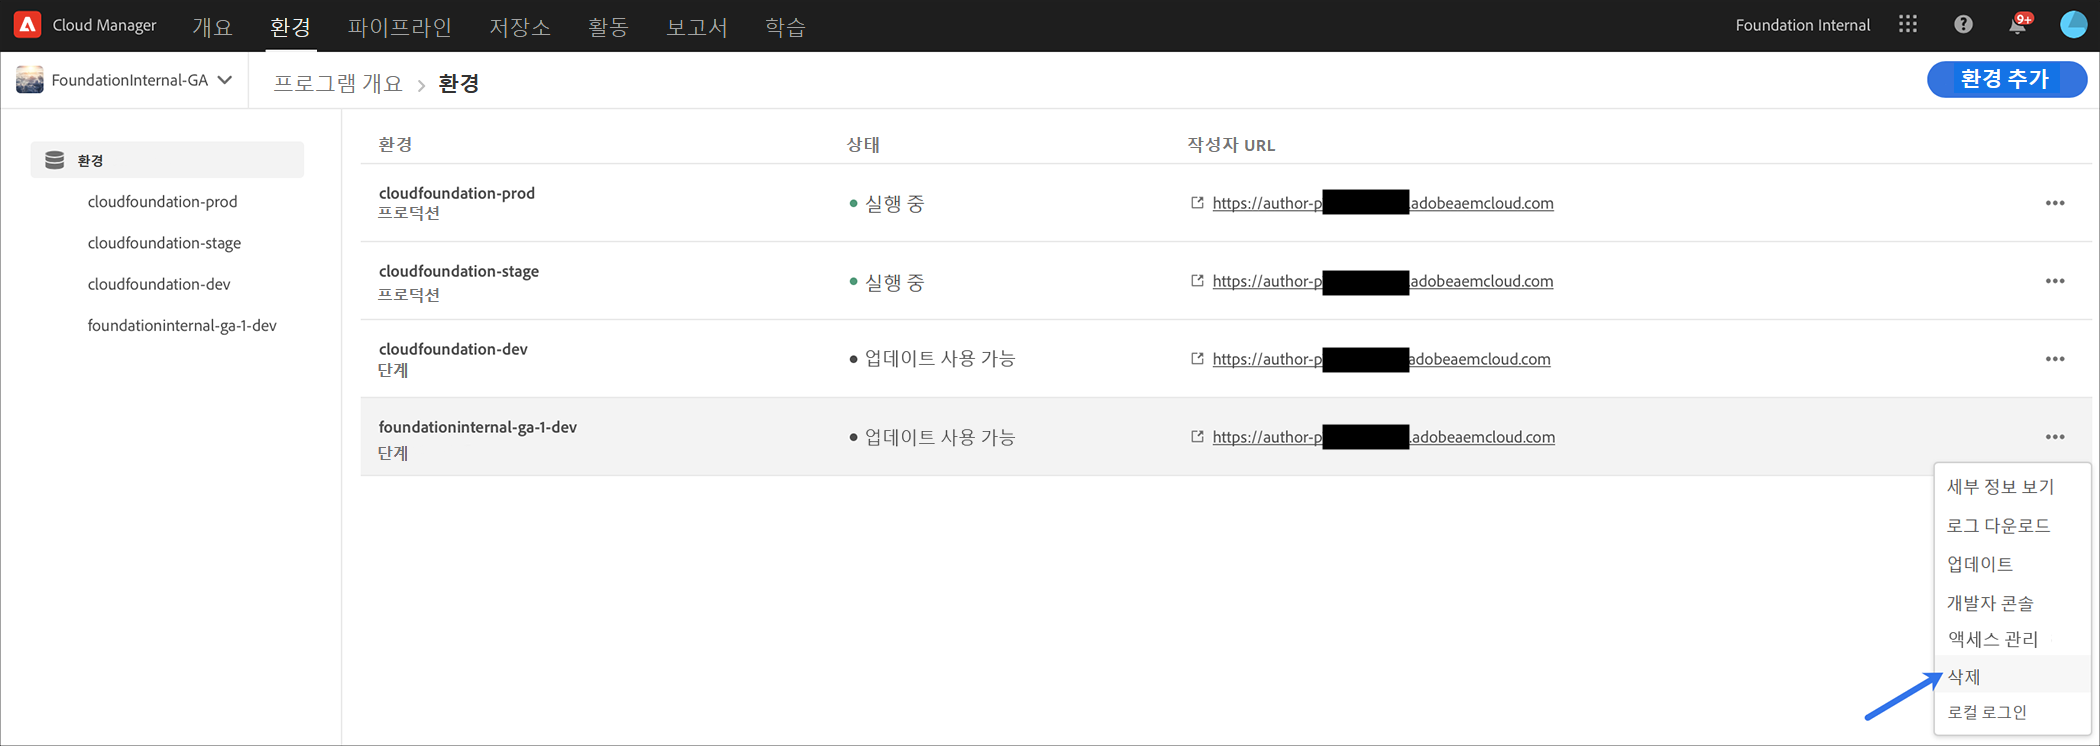 Cloud Manager 개요 환경 파이프라인 저장소 활동 보고서 학습 Foundation Internal 9+
FoundationInternal-GA 프로그램 개요 > 환경 환경 추가
환경
cloudfoundation-prod
cloudfoundation-stage
cloudfoundation-dev
foundationinternal-ga-1-dev
환경 상태 작성자 URL
cloudfoundation-prod
프로덕션
실행 중
https://author-p .adobeaemcloud.com
cloudfoundation-stage
프로덕션
실행 중
https://author-p .adobeaemcloud.com
cloudfoundation-dev
단계
업데이트 사용 가능
https://author-p adobeaemcloud.com
foundationinternal-ga-1-dev
단계
업데이트 사용 가능
https://author-p .adobeaemcloud.com
세부 정보 보기
로그 다운로드
업데이트
개발자 콘솔
액세스 관리
삭제
로컬 로그인